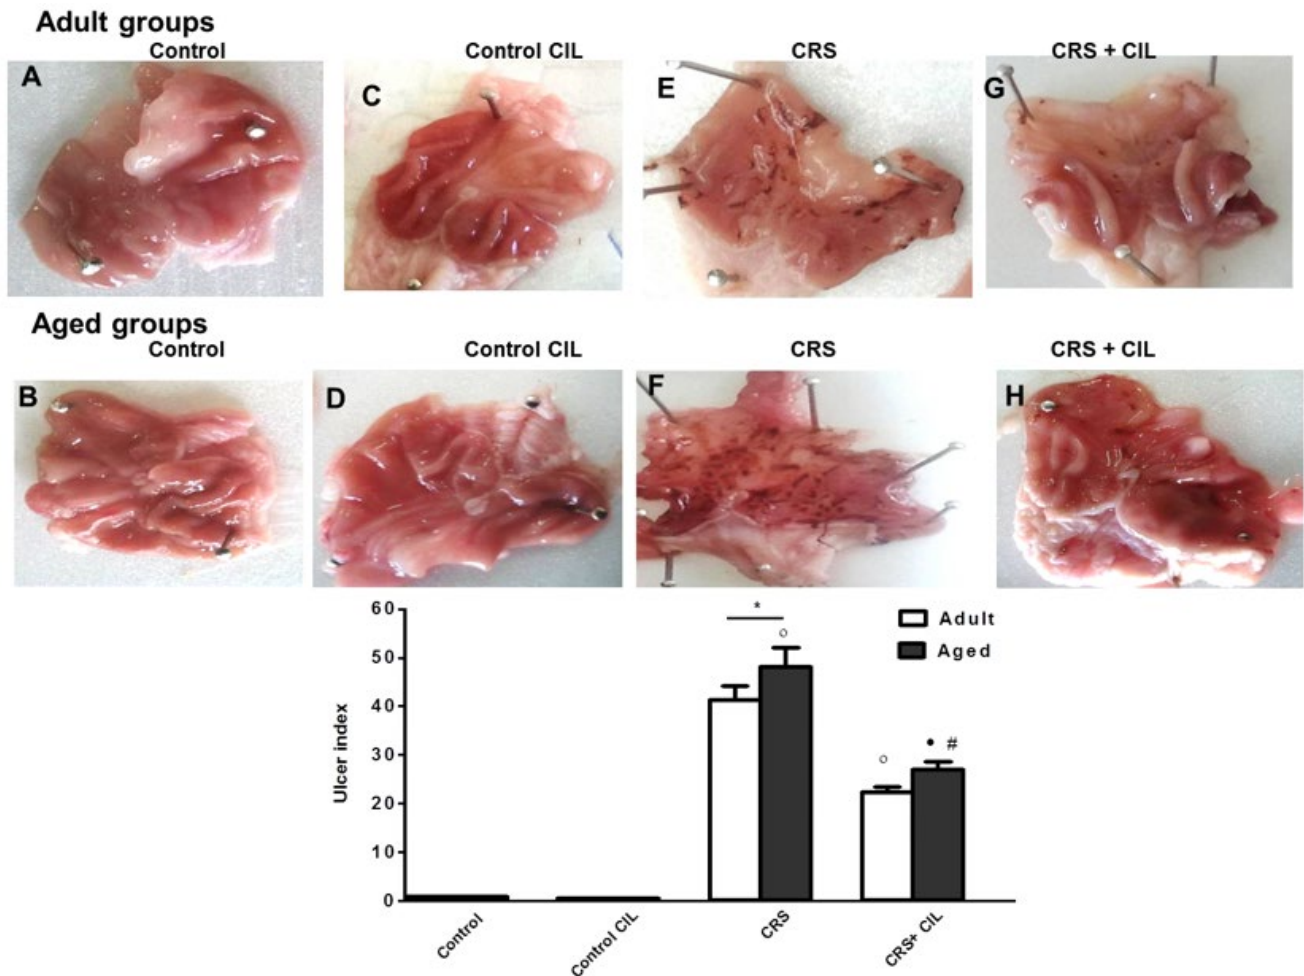 Adult groups
Control Control CIL CRS CRS + CIL
A C E G
Aged groups
Control Control CIL CRS CRS + CIL
B D F H
60
50
40
30
20
10
0
Ulcer index
*
○
○
• #
Adult
Aged
Control Control CIL CRS CRS+ CIL